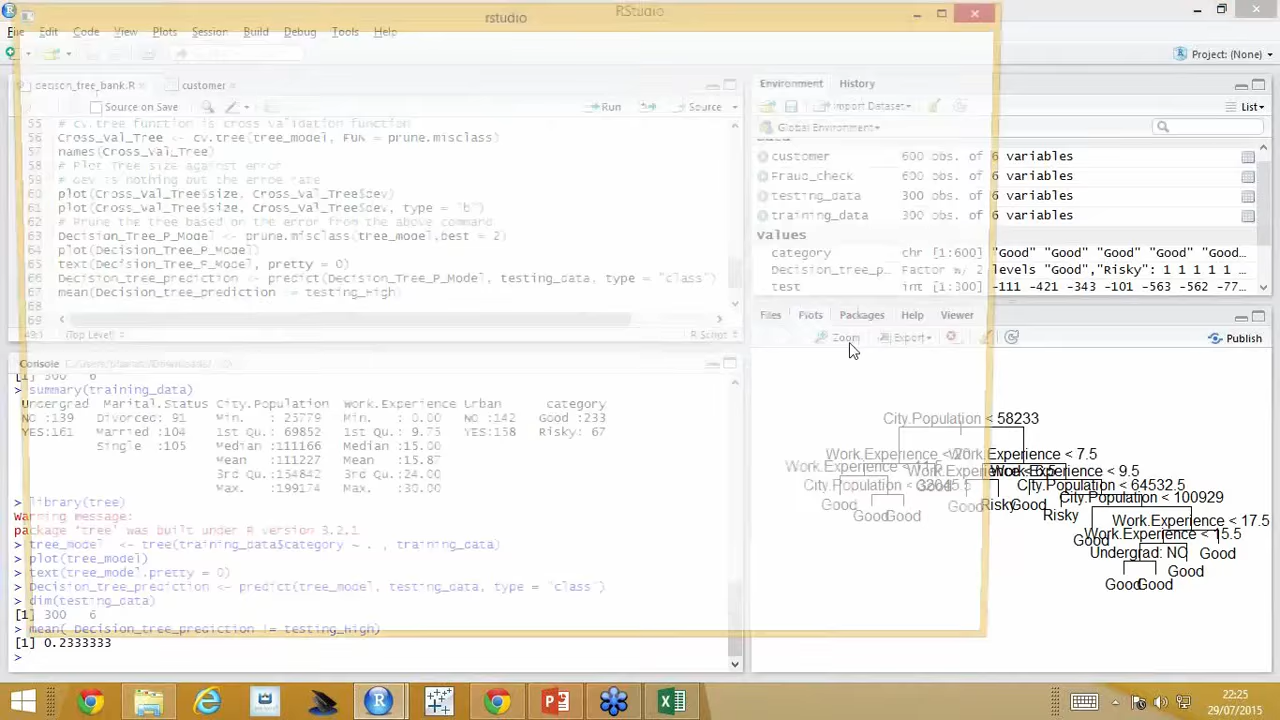 rstudio
RStudio
File Edit Code View Plots Session Build Debug Tools Help
Project: (None)
decison_tree_bank.R
customer
Source on Save
Run
Source
55 # cv.tree function is cross validation function
56 Cross_Val_Tree <- cv.tree(tree_model, FUN = prune.misclass)
57 names(Cross_Val_Tree)
58 # Plot Tree size against error
59 # dev is nothing but the erroe rate
60 plot(Cross_Val_Tree$size, Cross_Val_Tree$dev)
61 plot(Cross_Val_Tree$size, Cross_Val_Tree$dev, type = "b")
62 # Prune the tree based on the error from the above command
63 Decision_Tree_P_Model <- prune.misclass(tree_model,best = 2)
64 plot(Decision_Tree_P_Model)
65 text(Decision_Tree_P_Model, pretty = 0)
66 Decision_tree_prediction <- predict(Decision_Tree_P_Model, testing_data, type = "class")
67 mean(Decision_tree_prediction != testing_High)
68
69
49:1 (Top Level)
R Script
Console C:/Users/bharat/Downloads/
[1] 300 6
> summary(training_data)
Undergrad Marital.Status City.Population Work.Experience Urban category
NO :139 Divorced: 91 Min. : 25779 Min. : 0.00 NO :142 Good :233
YES:161 Married :104 1st Qu.: 69852 1st Qu.: 9.75 YES:158 Risky: 67
Single :105 Median :111166 Median :15.00
Mean :111227 Mean :15.87
3rd Qu.:154842 3rd Qu.:24.00
Max. :199174 Max. :30.00
> library(tree)
Warning message:
package 'tree' was built under R version 3.2.1
> tree_model <- tree(training_data$category ~ . , training_data)
> plot(tree_model)
> text(tree_model,pretty = 0)
> Decision_tree_prediction <- predict(tree_model, testing_data, type = "class")
> dim(testing_data)
[1] 300 6
> mean( Decision_tree_prediction != testing_High)
[1] 0.2333333
>
Environment History
Import Dataset
List
Global Environment
Data
customer 600 obs. of 6 variables
Fraud_check 600 obs. of 6 variables
testing_data 300 obs. of 6 variables
training_data 300 obs. of 6 variables
Values
category chr [1:600] "Good" "Good" "Good" "Good"...
Decision_tree_p… Factor w/ 2 levels "Good","Risky": 1 1 1 1 1 …
test int [1:300] -111 -421 -343 -101 -563 -562 -77…
Files Plots Packages Help Viewer
Zoom Export Publish
City.Population < 58233
Work.Experience < 7.5
Work.Experience < 9.5
City.Population < 64532.5
City.Population < 100929
Good
Good
Risky
Good
Risky
Work.Experience < 17.5
Good
Good
Good
Undergrad: NO
Good
Good
Good
Good
22:25
29/07/2015